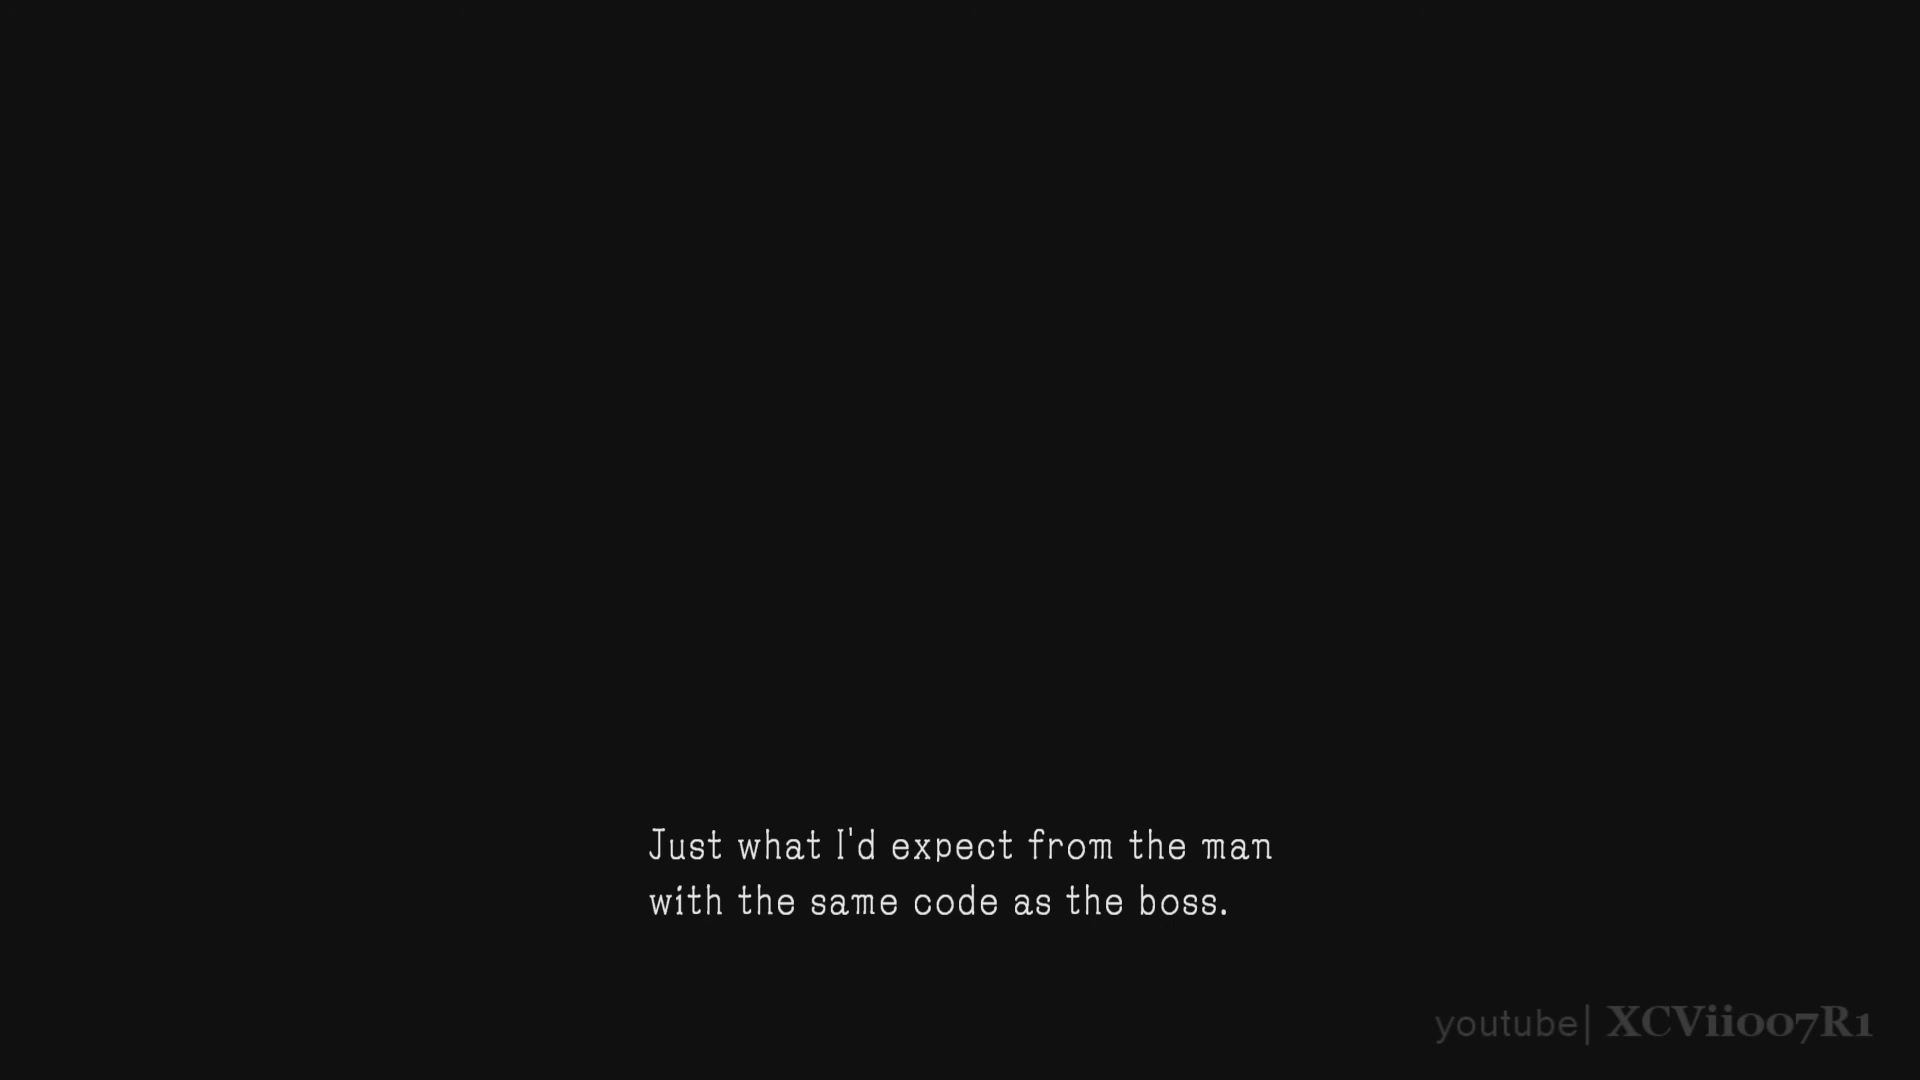 Just what I'd expect from the man
with the same code as the boss.
youtube| XCVii007R1